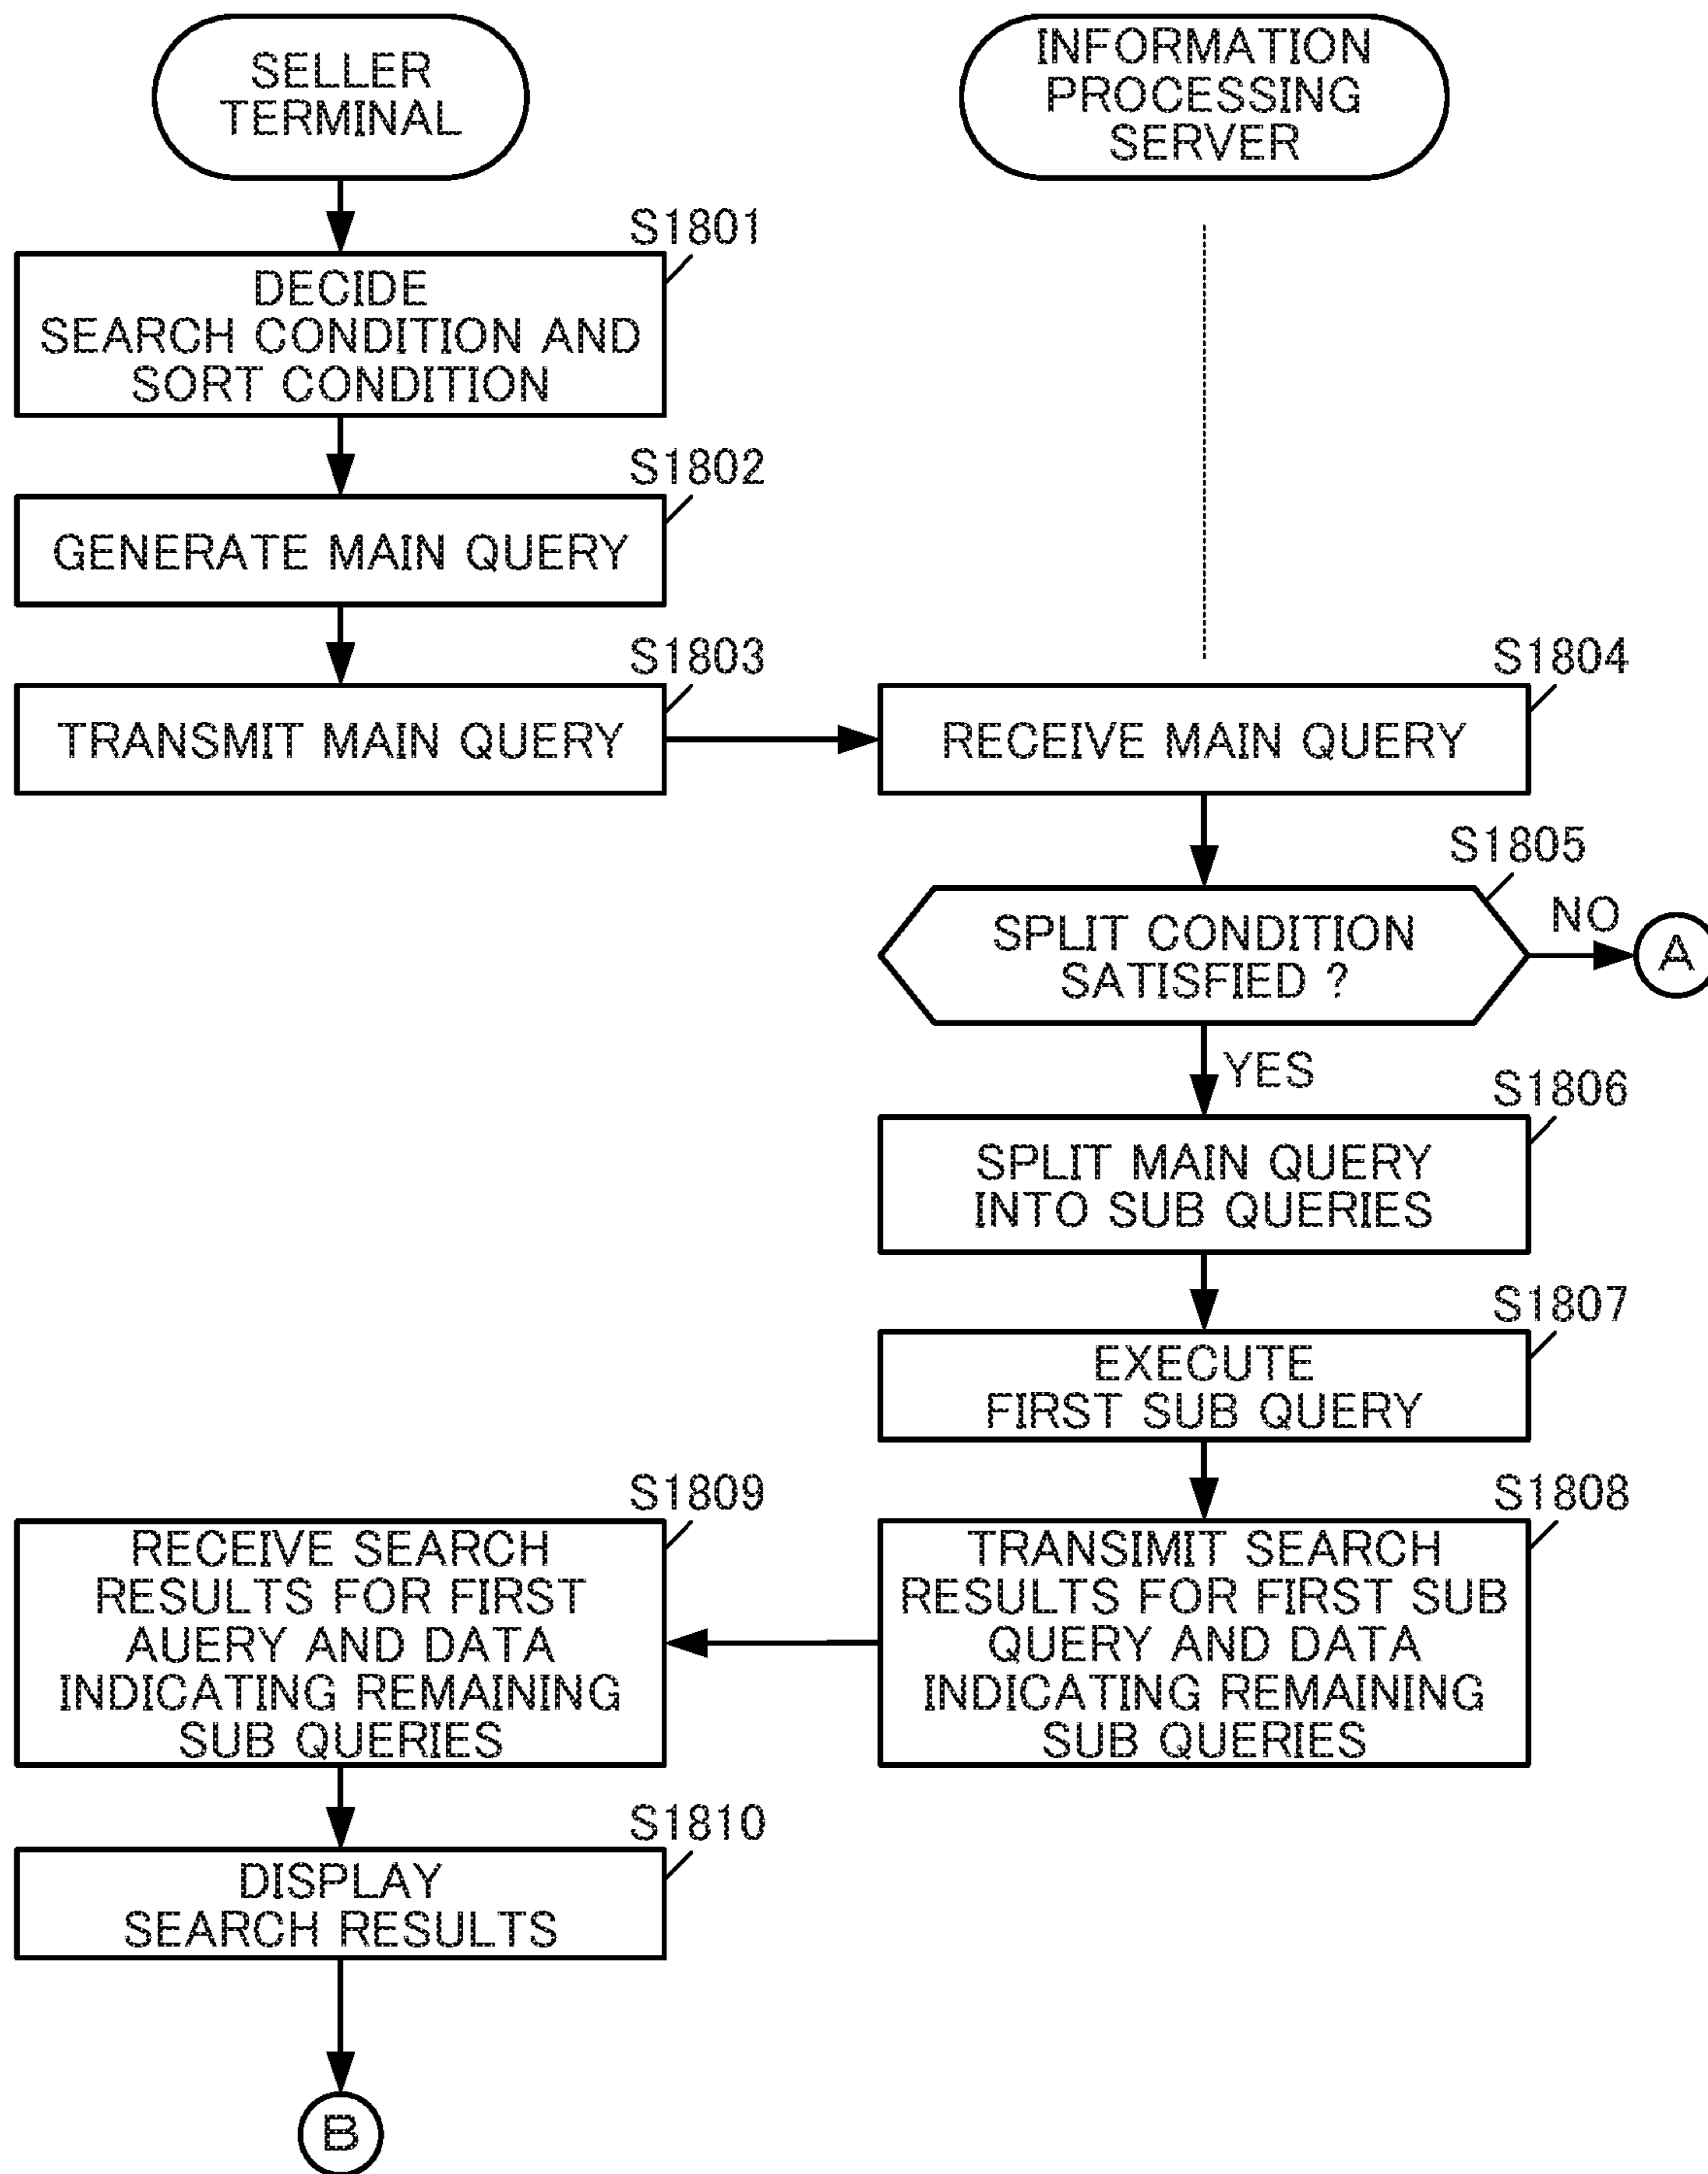 SELLER
TERMINAL
INFORMATION
PROCESSING
SERVER
S1801
DECIDE
SEARCH CONDITION AND
SORT CONDITION
S1802
GENERATE MAIN QUERY
S1803
TRANSMIT MAIN QUERY
S1804
RECEIVE MAIN QUERY
S1805
SPLIT CONDITION
SATISFIED ?
NO
A
YES
S1806
SPLIT MAIN QUERY
INTO SUB QUERIES
S1807
EXECUTE
FIRST SUB QUERY
S1808
TRANSIMIT SEARCH
RESULTS FOR FIRST SUB
QUERY AND DATA
INDICATING REMAINING
SUB QUERIES
S1809
RECEIVE SEARCH
RESULTS FOR FIRST
AUERY AND DATA
INDICATING REMAINING
SUB QUERIES
S1810
DISPLAY
SEARCH RESULTS
B